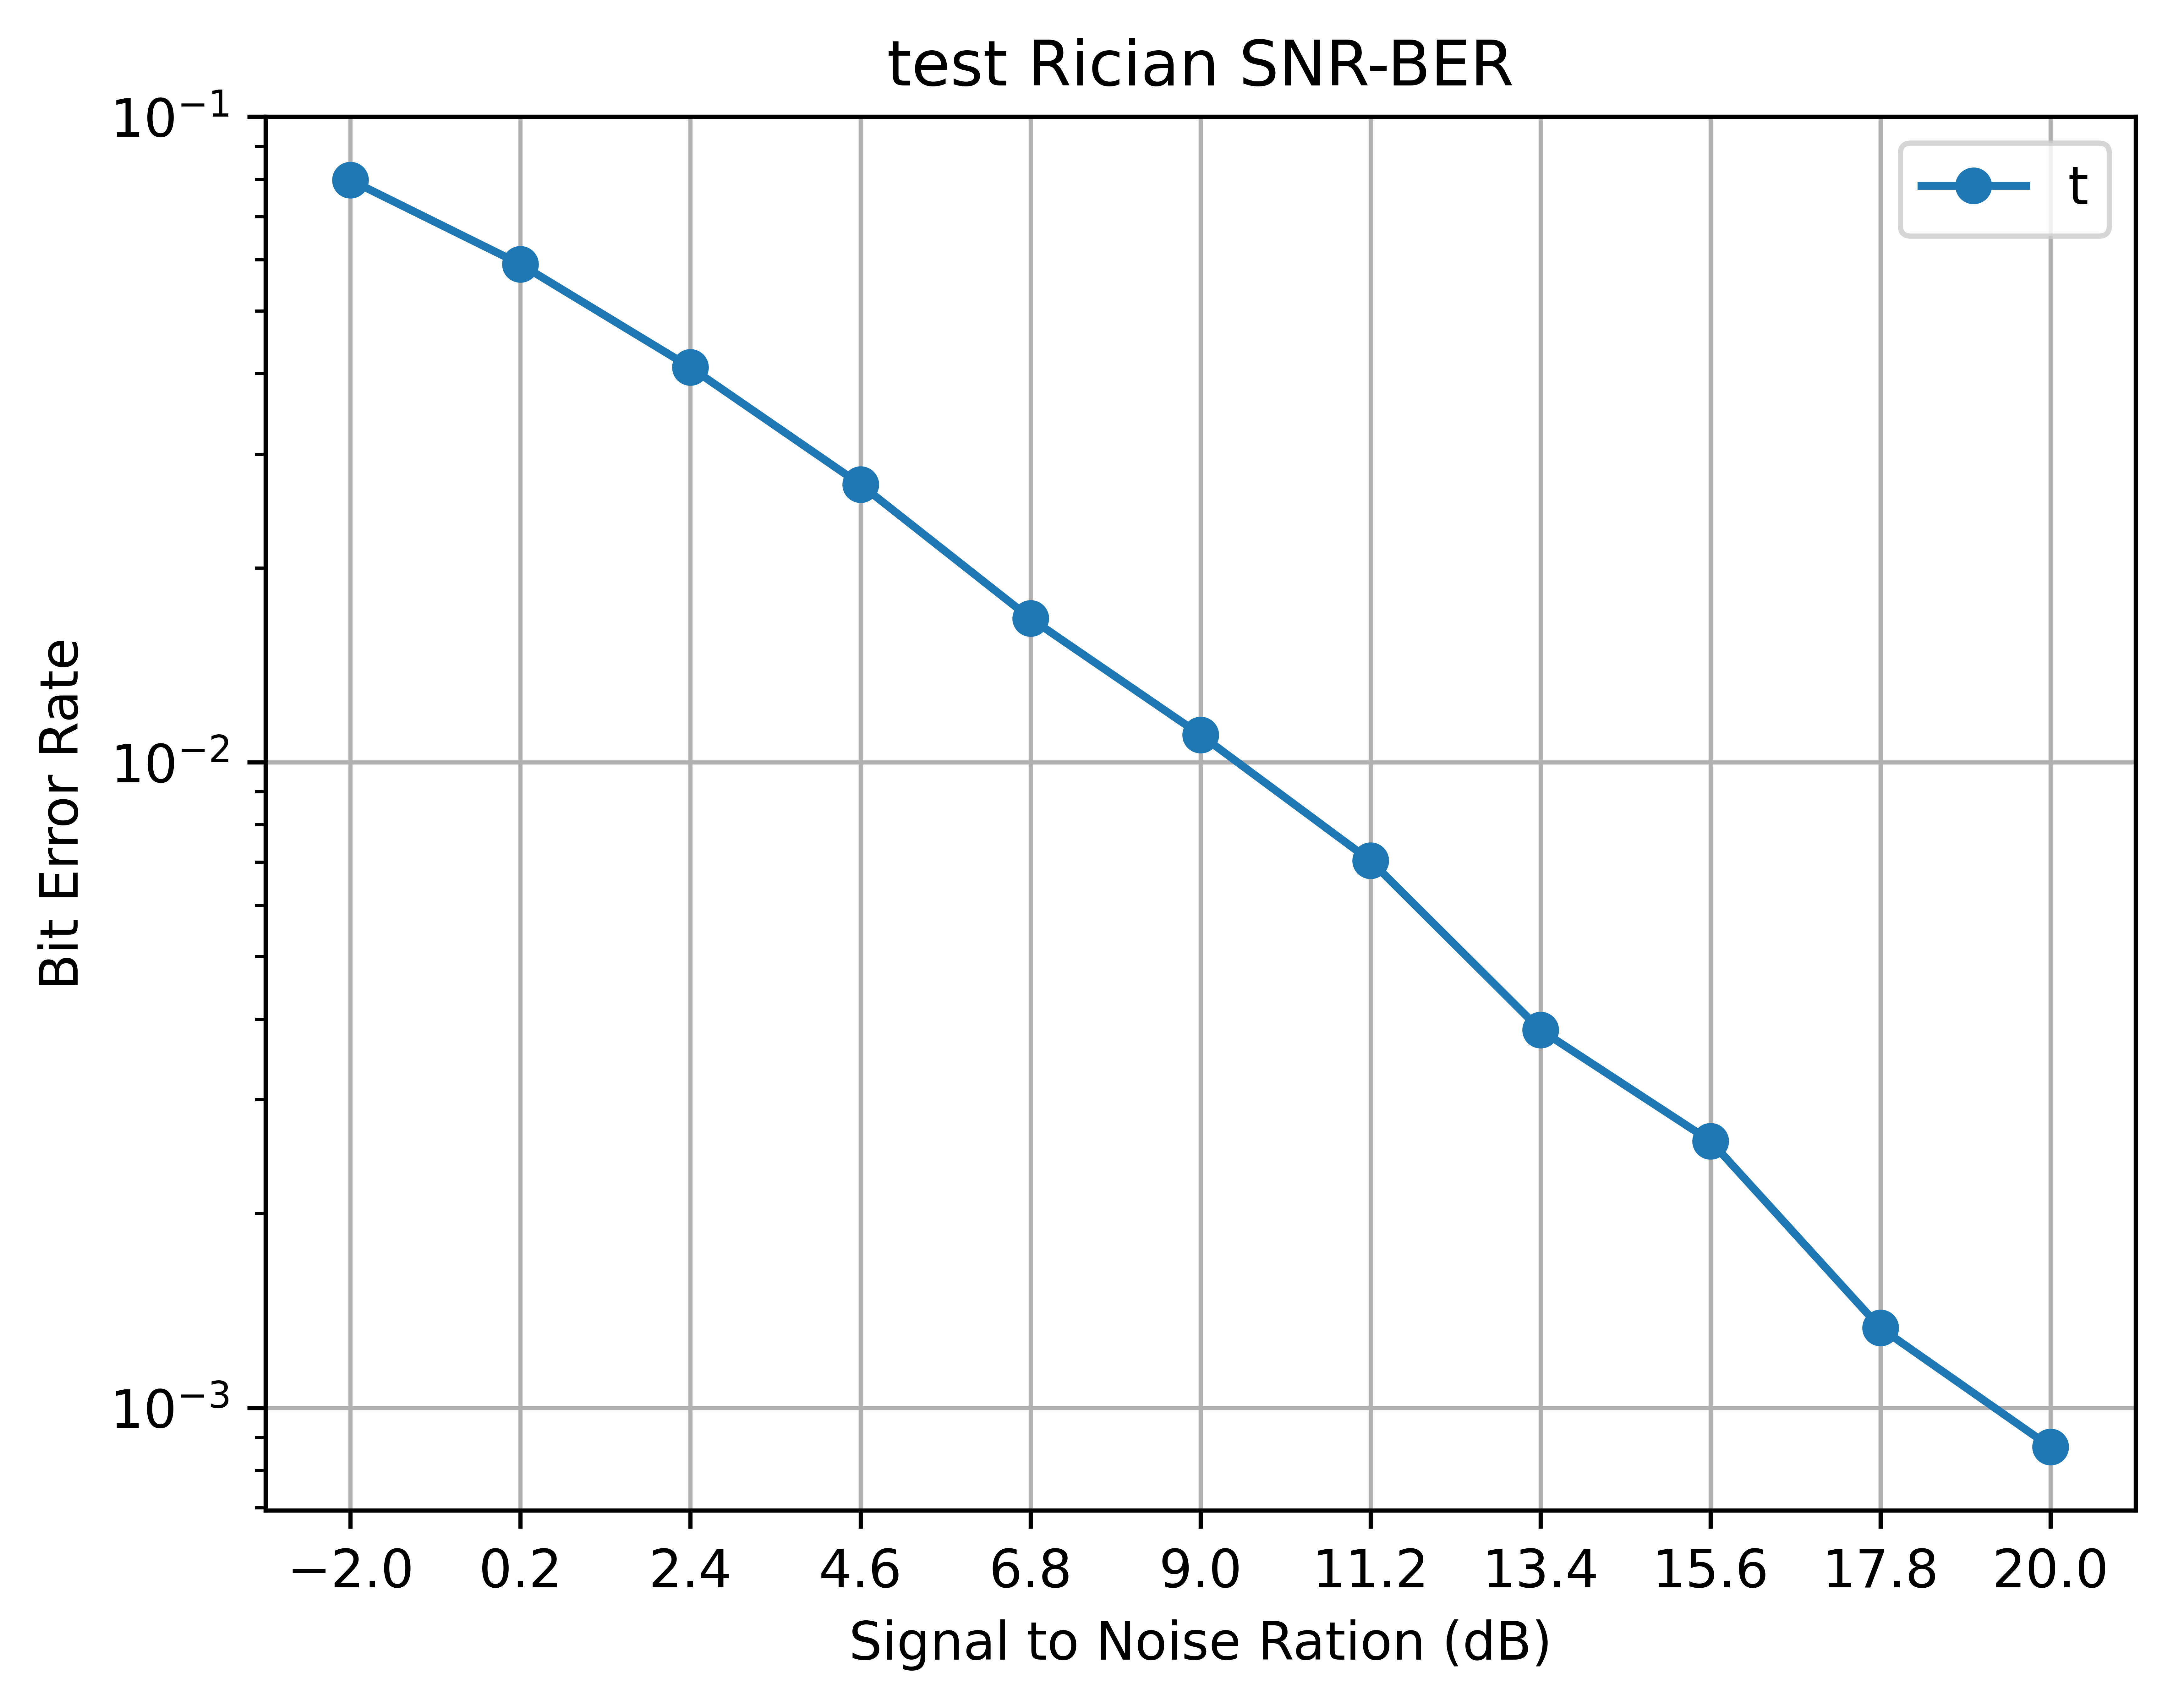 test Rician SNR-BER
t
10⁻¹
10⁻²
10⁻³
Bit Error Rate
−2.0 0.2 2.4 4.6 6.8 9.0 11.2 13.4 15.6 17.8 20.0
Signal to Noise Ration (dB)